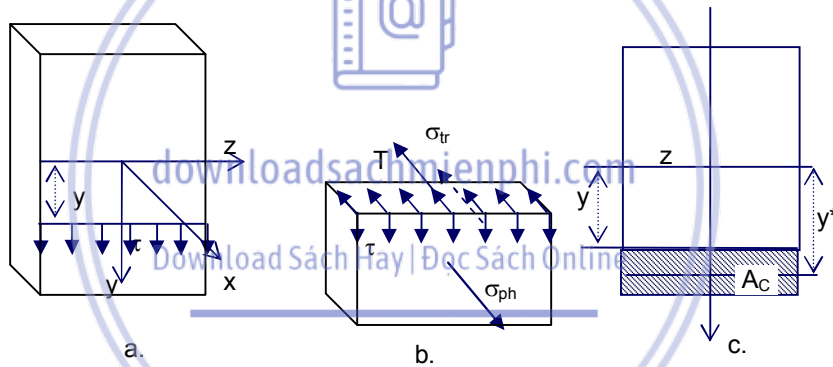 @
z
y
τ
y
x
a.
σtr
T
τ
σph
b.
z
y
y*
AC
c.
downloadsachmienphi.com
Download Sách Hay | Đọc Sách Online